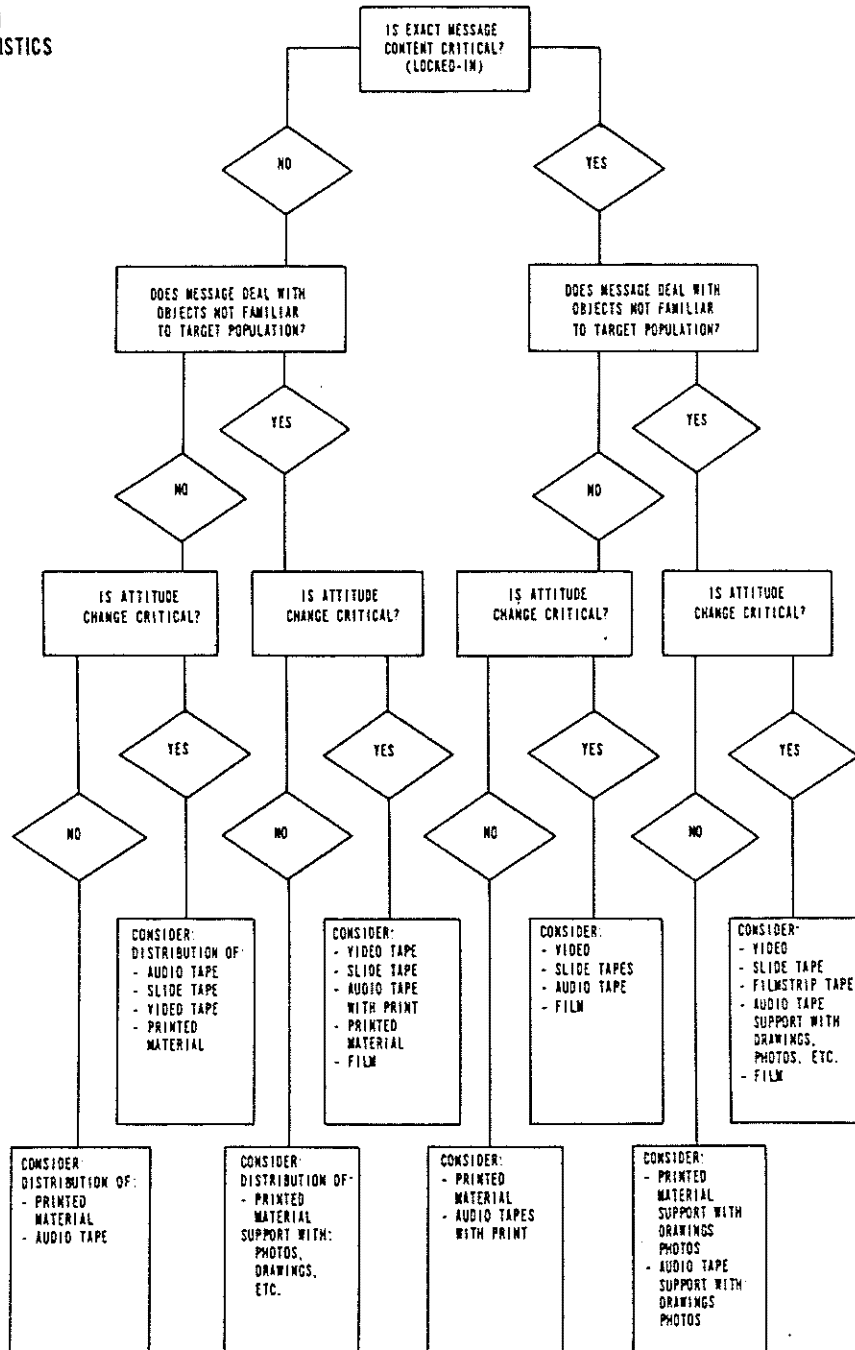 ISTICS
IS EXACT MESSAGE
CONTENT CRITICAL?
(LOCKED-IN)
NO
YES
DOES MESSAGE DEAL WITH
OBJECTS NOT FAMILIAR
TO TARGET POPULATION?
DOES MESSAGE DEAL WITH
OBJECTS NOT FAMILIAR
TO TARGET POPULATION?
YES
YES
NO
NO
IS ATTITUDE
CHANGE CRITICAL?
IS ATTITUDE
CHANGE CRITICAL?
IS ATTITUDE
CHANGE CRITICAL?
IS ATTITUDE
CHANGE CRITICAL?
YES
YES
YES
YES
NO
NO
NO
NO
CONSIDER:
DISTRIBUTION OF:
- AUDIO TAPE
- SLIDE TAPE
- VIDEO TAPE
- PRINTED
MATERIAL
CONSIDER:
- VIDEO TAPE
- SLIDE TAPE
- AUDIO TAPE
WITH PRINT
- PRINTED
MATERIAL
- FILM
CONSIDER:
- VIDEO
- SLIDE TAPES
- AUDIO TAPE
- FILM
CONSIDER:
- VIDEO
- SLIDE TAPE
- FILMSTRIP TAPE
- AUDIO TAPE
SUPPORT WITH
DRAWINGS,
PHOTOS, ETC.
- FILM
CONSIDER:
DISTRIBUTION OF:
- PRINTED
MATERIAL
- AUDIO TAPE
CONSIDER:
DISTRIBUTION OF:
- PRINTED
MATERIAL
SUPPORT WITH:
PHOTOS,
DRAWINGS,
ETC.
CONSIDER:
- PRINTED
MATERIAL
- AUDIO TAPES
WITH PRINT
CONSIDER:
- PRINTED
MATERIAL
SUPPORT WITH
DRAWINGS
PHOTOS
- AUDIO TAPE
SUPPORT WITH
DRAWINGS
PHOTOS